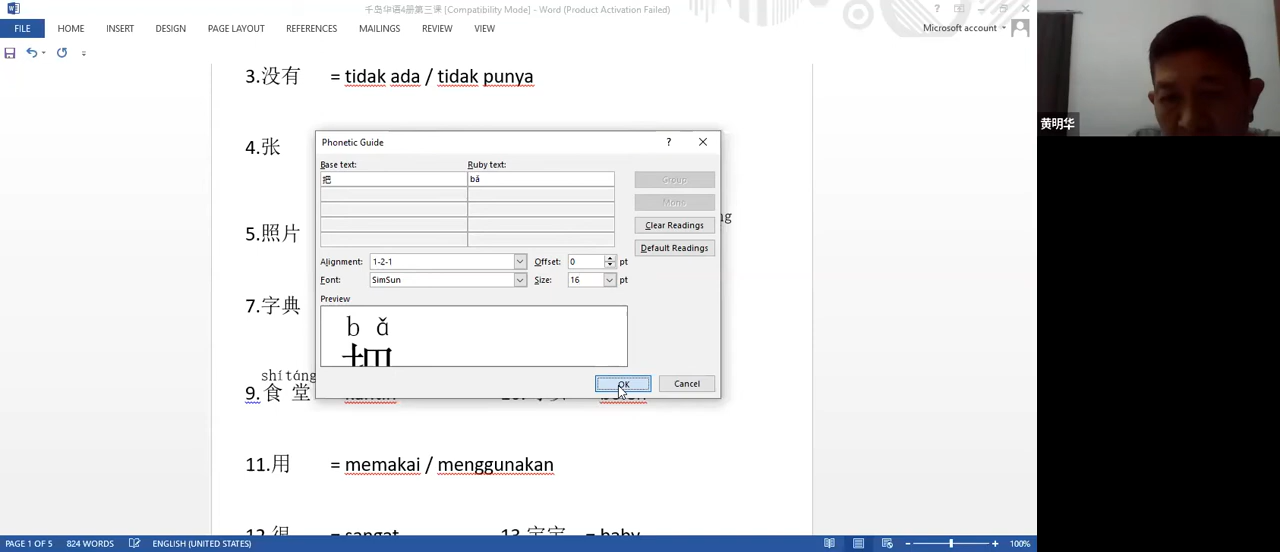 千岛华语4册第三课 [Compatibility Mode] - Word (Product Activation Failed)
FILE HOME INSERT DESIGN PAGE LAYOUT REFERENCES MAILINGS REVIEW VIEW Microsoft account
3.没有 = tidak ada / tidak punya
4.张
Phonetic Guide
Base text: Ruby text:
把 bǎ
Group
Mono
Clear Readings
Default Readings
Alignment: 1-2-1 Offset: 0 pt
Font: SimSun Size: 16 pt
Preview
bǎ
把
OK Cancel
5.照片
7.字典
shítáng
9.食堂
11.用 = memakai / menggunakan
12.很 = sangat 13.宝宝 = baby
PAGE 1 OF 5 824 WORDS ENGLISH (UNITED STATES) 100%
黄明华